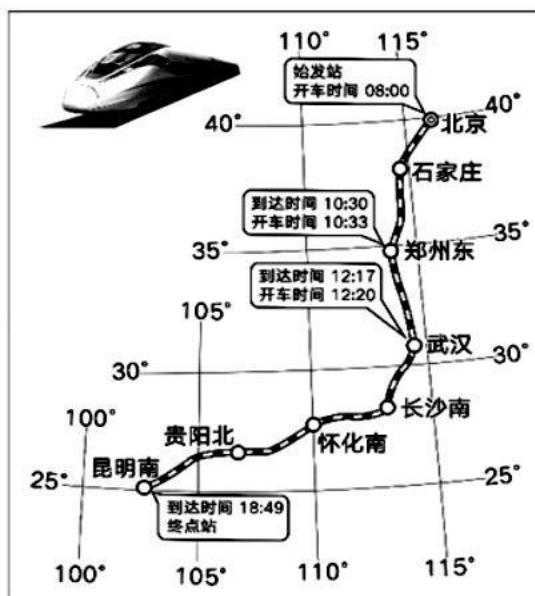 110°
115°
始发站
开车时间 08:00
40°
40°
北京
石家庄
到达时间 10:30
开车时间 10:33
35°
35°
郑州东
到达时间 12:17
开车时间 12:20
105°
武汉
30°
30°
长沙南
100°
贵阳北
怀化南
昆明南
25°
25°
到达时间 18:49
终点站
100°
105°
110°
115°